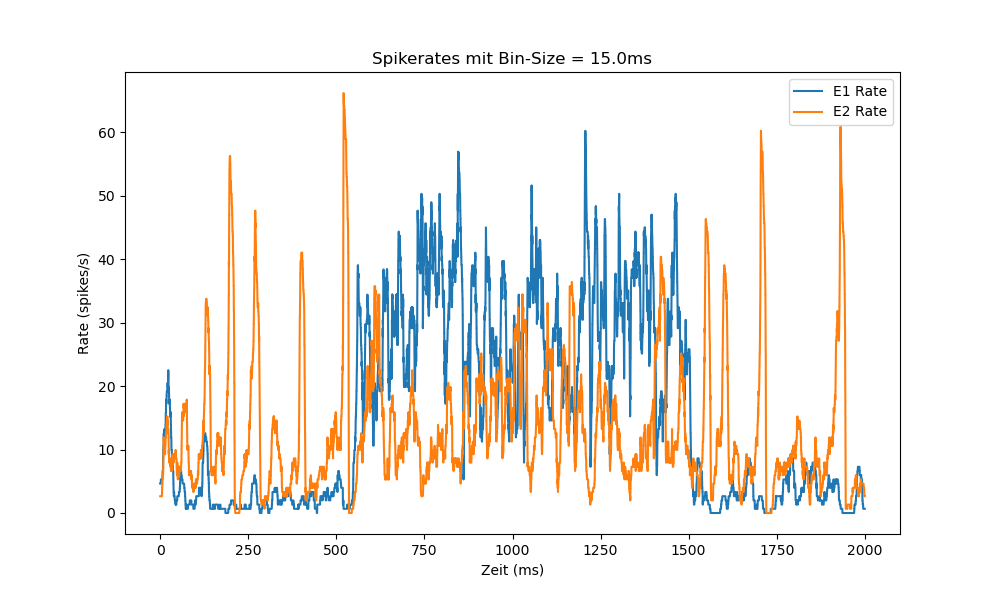 Spikerates mit Bin-Size = 15.0ms
E1 Rate
E2 Rate
Rate (spikes/s)
60
50
40
30
20
10
0
0 250 500 750 1000 1250 1500 1750 2000
Zeit (ms)